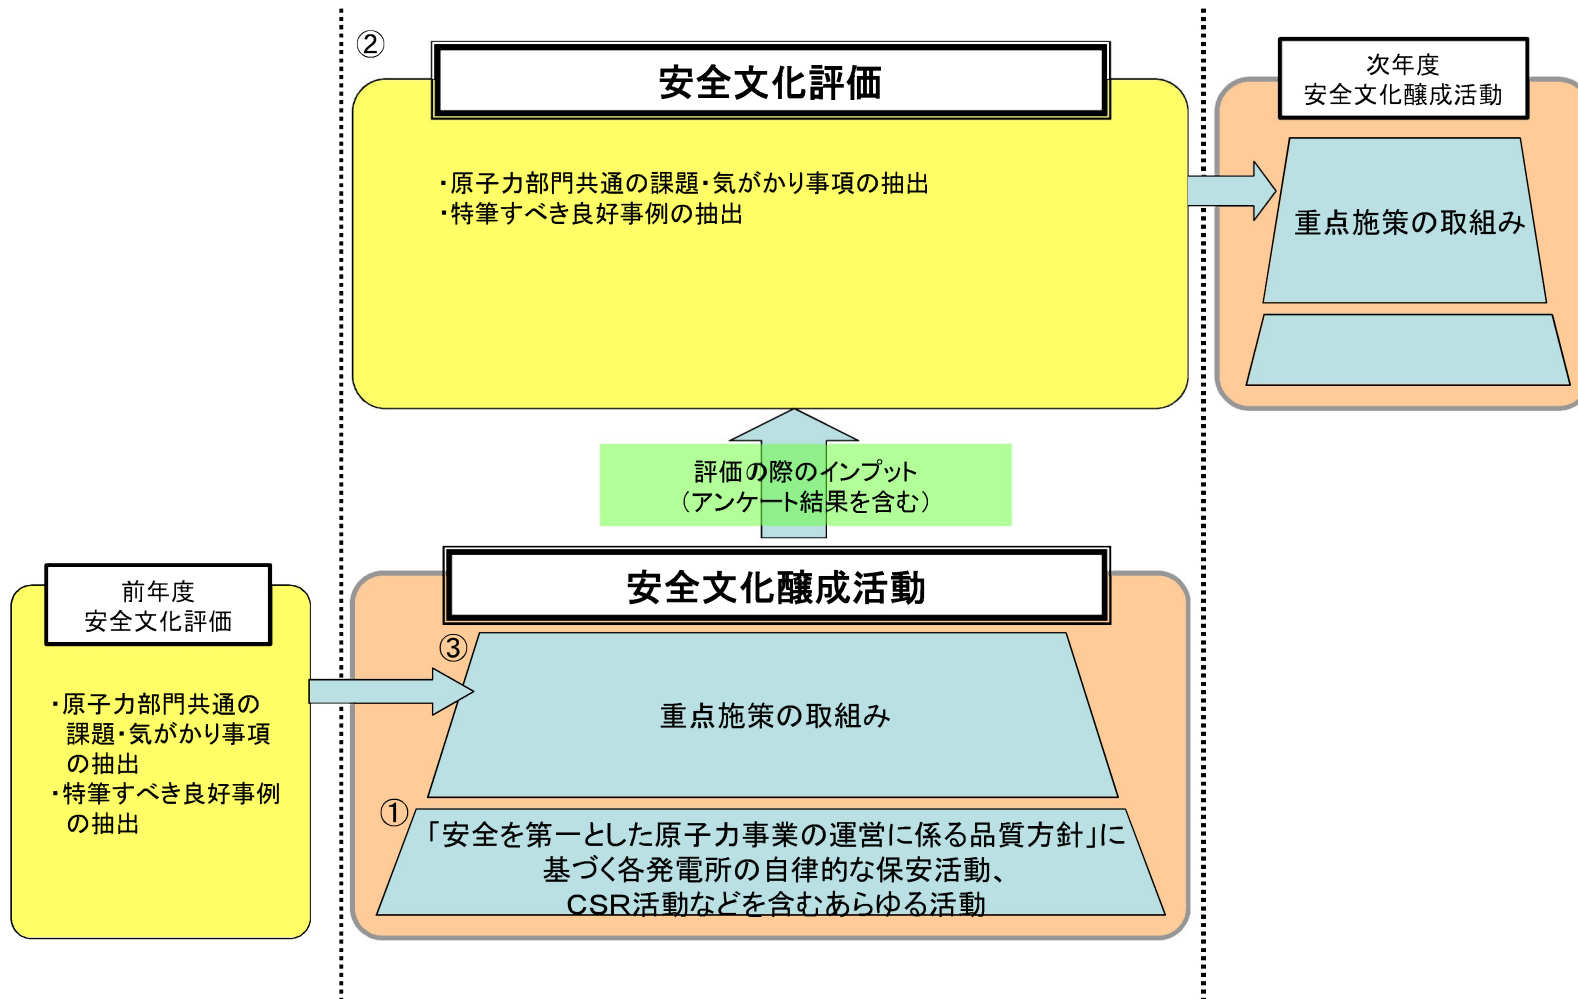 ②
安全文化評価
・原子力部門共通の課題・気がかり事項の抽出
・特筆すべき良好事例の抽出
次年度
安全文化醸成活動
重点施策の取組み
評価の際のインプット
（アンケート結果を含む）
前年度
安全文化評価
・原子力部門共通の
課題・気がかり事項
の抽出
・特筆すべき良好事例
の抽出
安全文化醸成活動
③
重点施策の取組み
①
「安全を第一とした原子力事業の運営に係る品質方針」に
基づく各発電所の自律的な保安活動、
CSR活動などを含むあらゆる活動